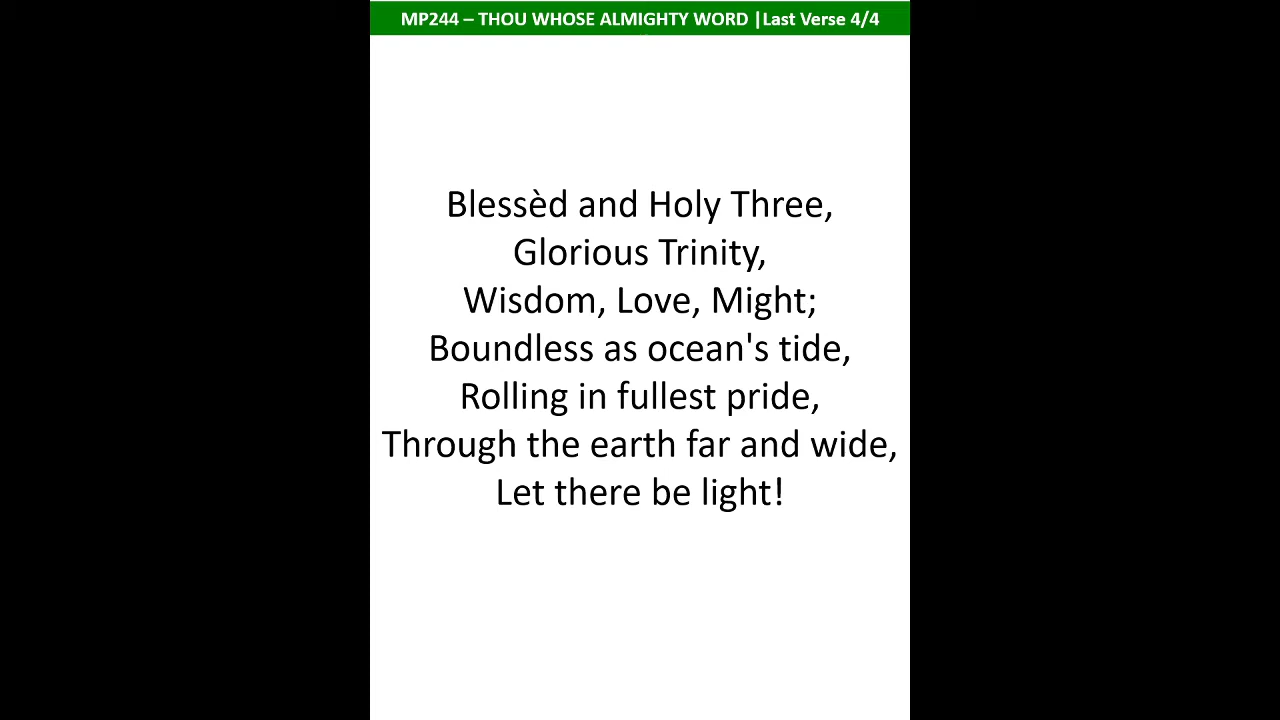 MP244 – THOU WHOSE ALMIGHTY WORD |Last Verse 4/4
Blessèd and Holy Three,
Glorious Trinity,
Wisdom, Love, Might;
Boundless as ocean's tide,
Rolling in fullest pride,
Through the earth far and wide,
Let there be light!